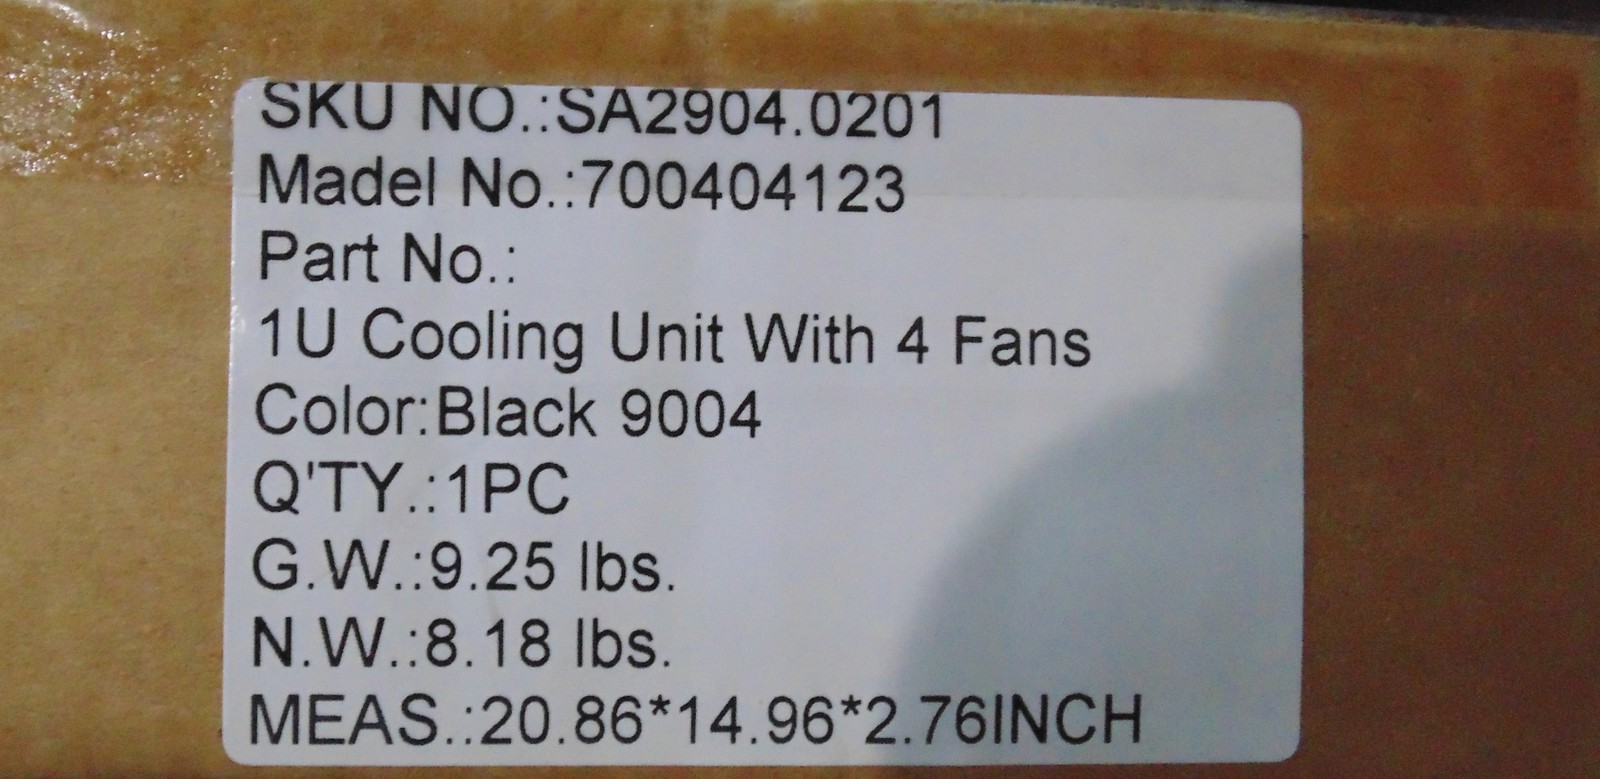 SKU NO.:SA2904.0201
Madel No.:700404123
Part No.:
1U Cooling Unit With 4 Fans
Color:Black 9004
Q'TY.:1PC
G.W.:9.25 lbs.
N.W.:8.18 lbs.
MEAS.:20.86*14.96*2.76INCH